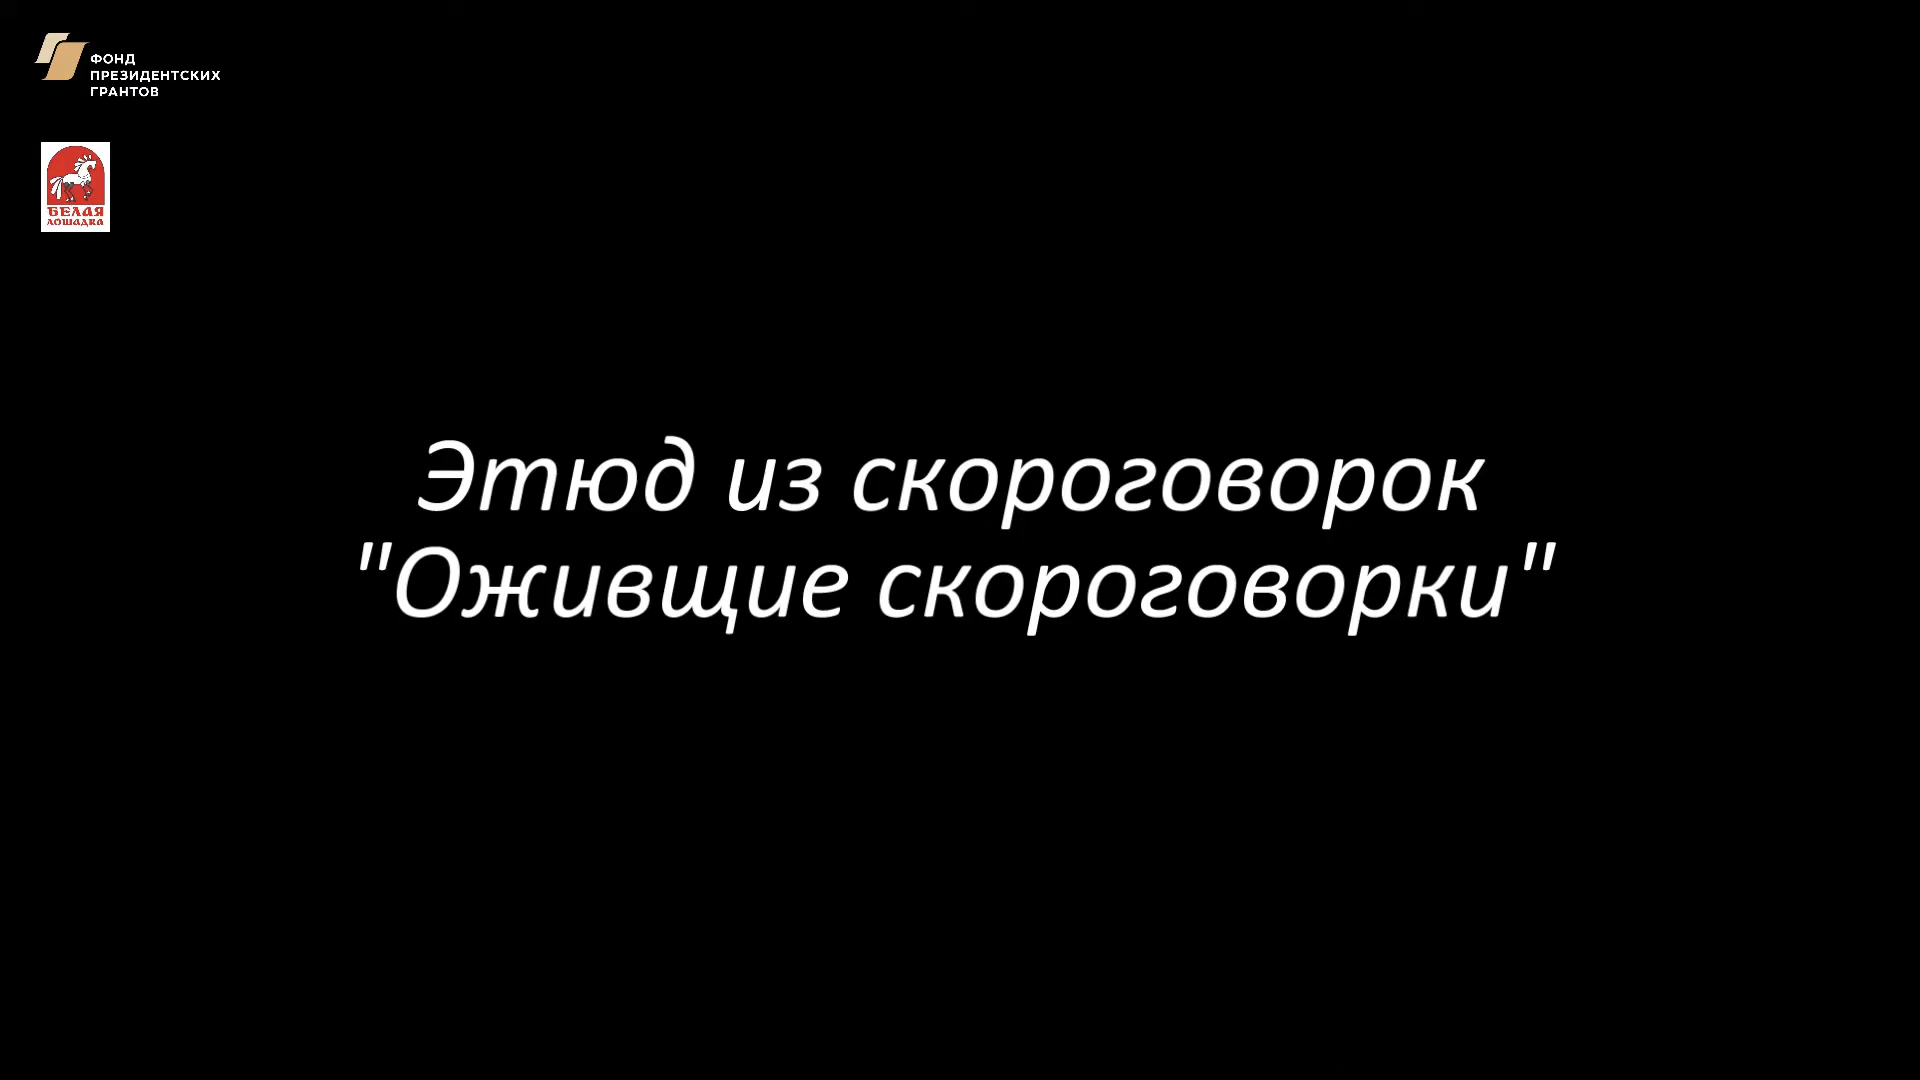 ФОНД
ПРЕЗИДЕНТСКИХ
ГРАНТОВ
БЕЛАЯ
ЛОШАДКА
Этюд из скороговорок
"Оживщие скороговорки"